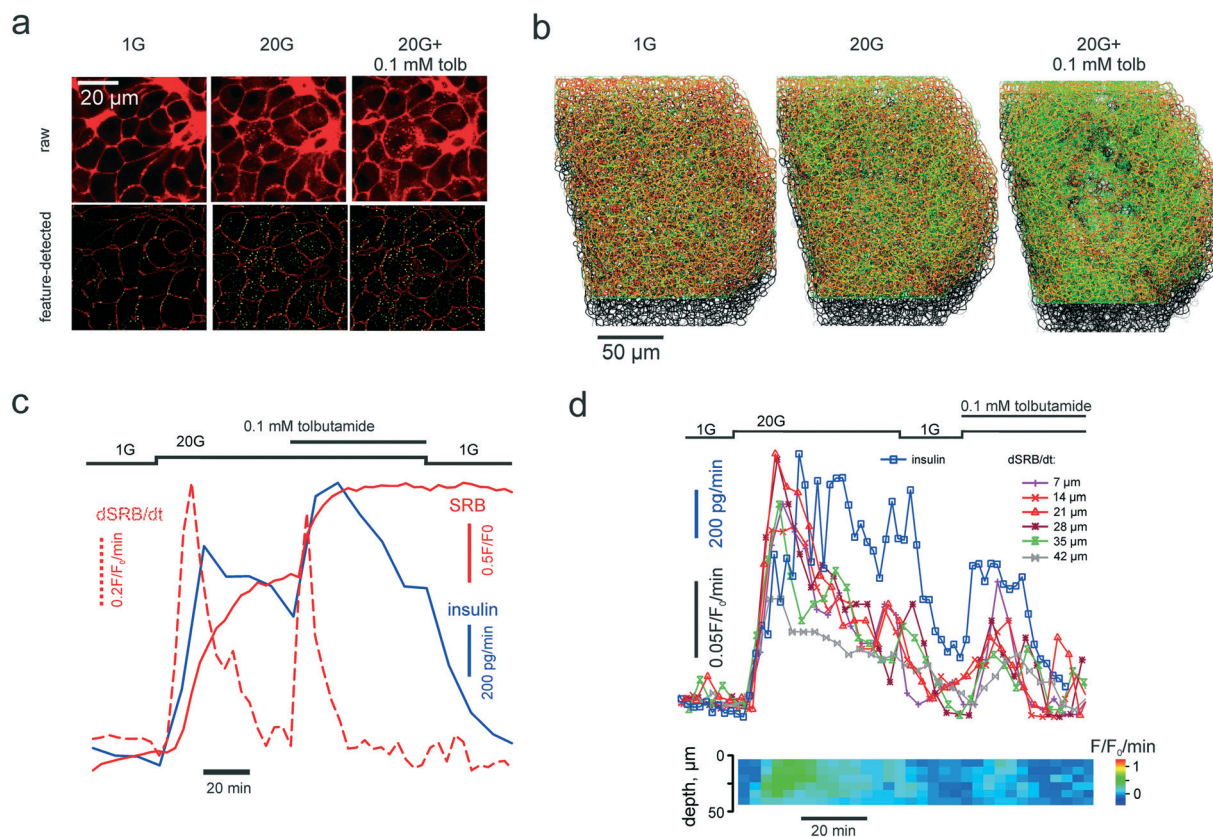 a
1G
20G
20G+
0.1 mM tolb
20 µm
raw
feature-detected
b
1G
20G
20G+
0.1 mM tolb
50 µm
c
0.1 mM tolbutamide
1G
20G
1G
dSRB/dt
0.2F/F₀/min
SRB
0.5F/F0
insulin
200 pg/min
20 min
d
0.1 mM tolbutamide
1G
20G
1G
insulin
dSRB/dt:
7 µm
14 µm
21 µm
28 µm
35 µm
42 µm
200 pg/min
0.05F/F₀/min
depth, µm
0
50
F/F₀/min
1
0
20 min